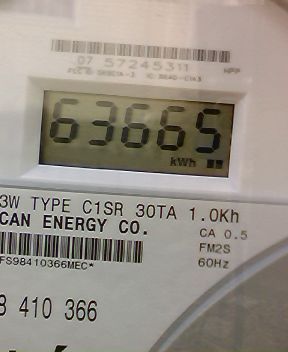 07 57245311
63665
kWh
3W TYPE C1SR 30TA 1.0Kh
CAN ENERGY CO.
CA 0.5
FM2S
60Hz
FS98410366MEC*
8 410 366